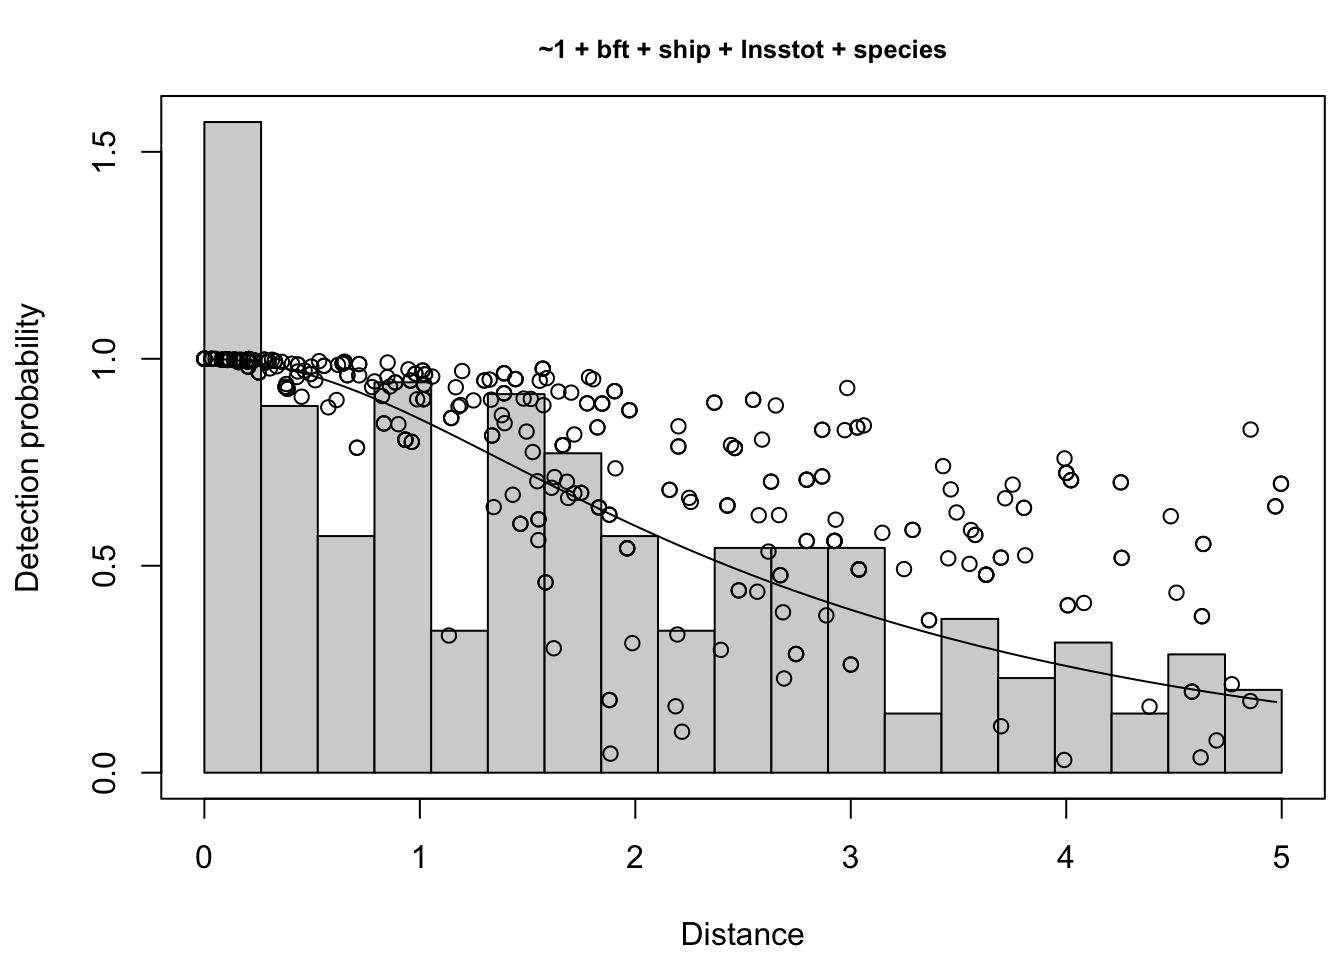 ~1 + bft + ship + lnsstot + species
Detection probability
1.5
1.0
0.5
0.0
0 1 2 3 4 5
Distance